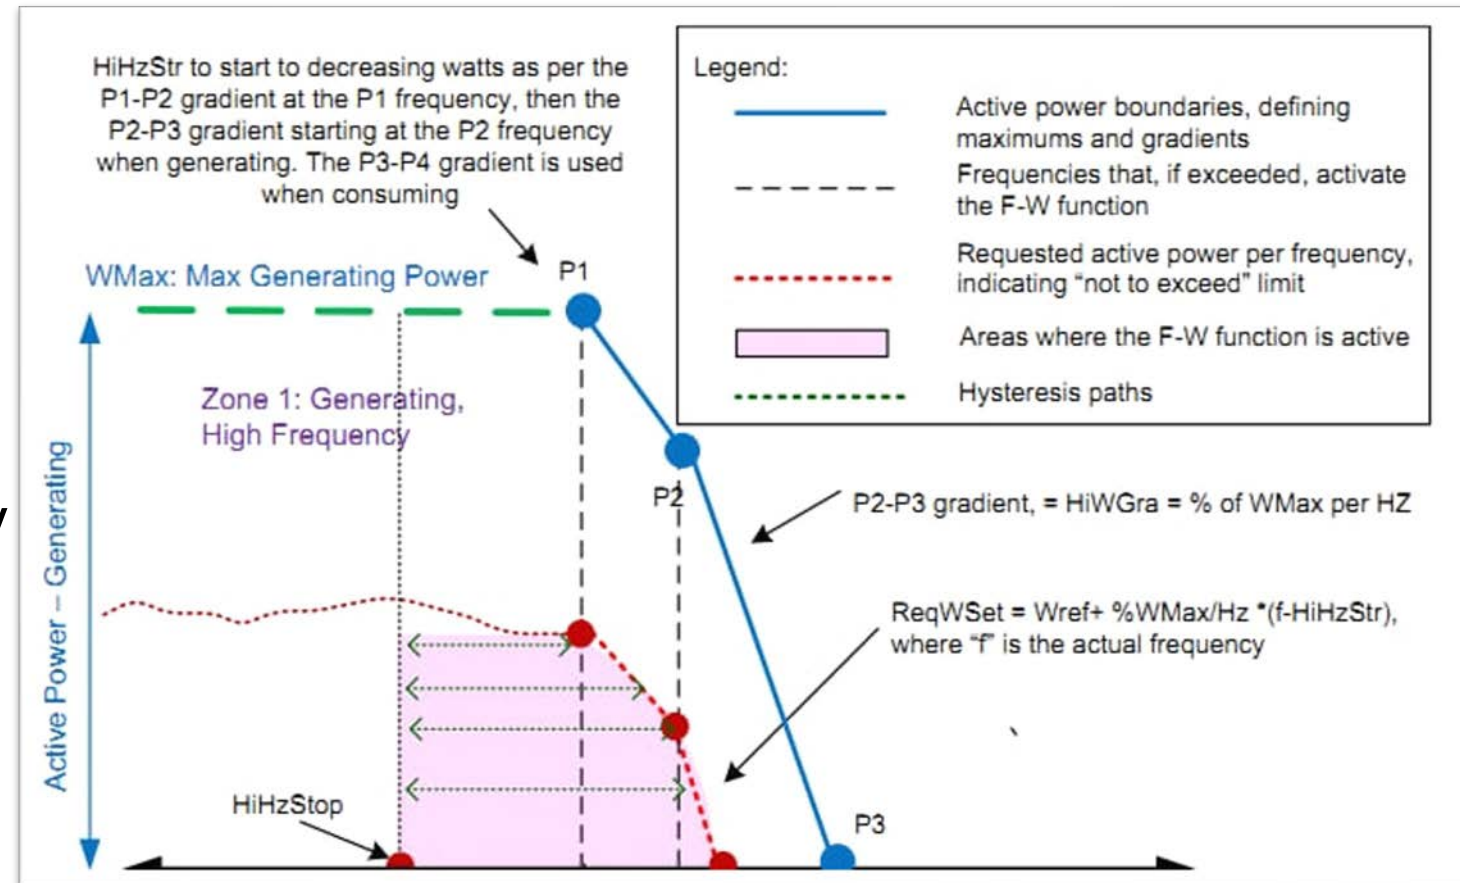 HiHzStr to start to decreasing watts as per the
P1-P2 gradient at the P1 frequency, then the
P2-P3 gradient starting at the P2 frequency
when generating. The P3-P4 gradient is used
when consuming
Legend:
Active power boundaries, defining
maximums and gradients
Frequencies that, if exceeded, activate
the F-W function
Requested active power per frequency,
indicating “not to exceed” limit
Areas where the F-W function is active
Hysteresis paths
WMax: Max Generating Power
P1
Zone 1: Generating,
High Frequency
Active Power – Generating
y
P2
P2-P3 gradient, = HiWGra = % of WMax per HZ
ReqWSet = Wref+ %WMax/Hz *(f-HiHzStr),
where “f” is the actual frequency
HiHzStop
P3